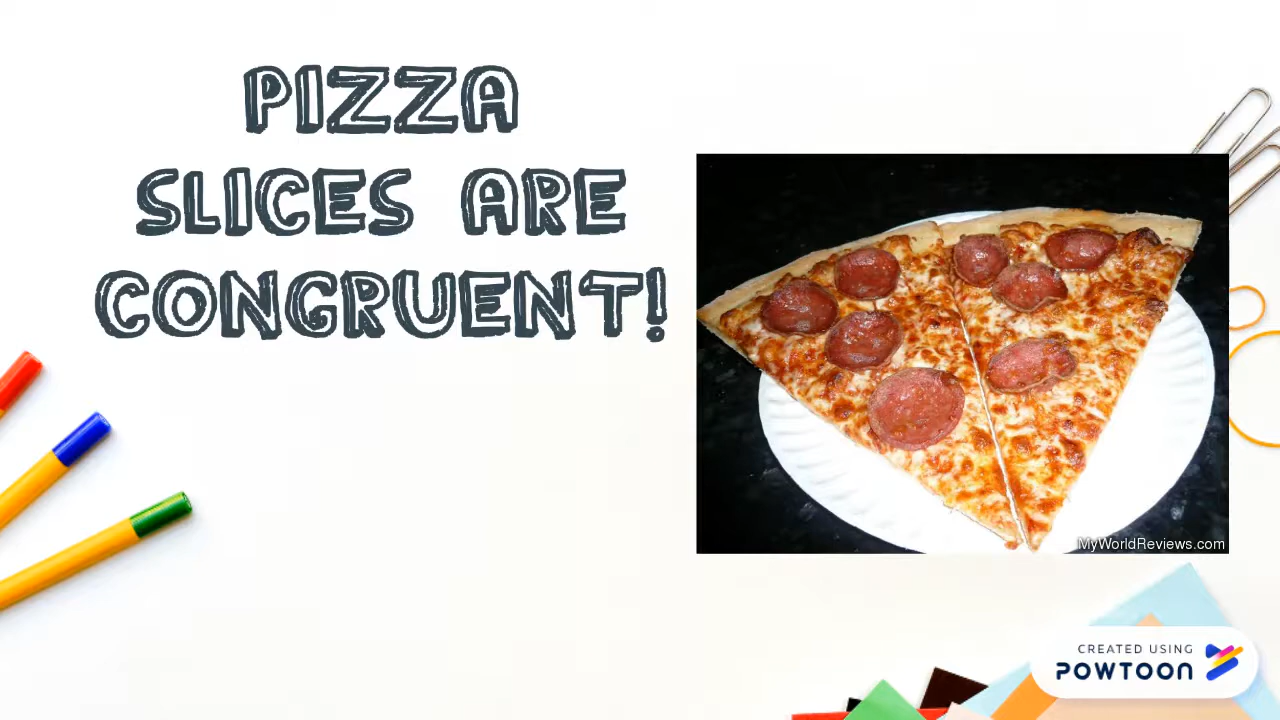 PIZZA
SLICES ARE
CONGRUENT!
MyWorldReviews.com
CREATED USING
POWTOON